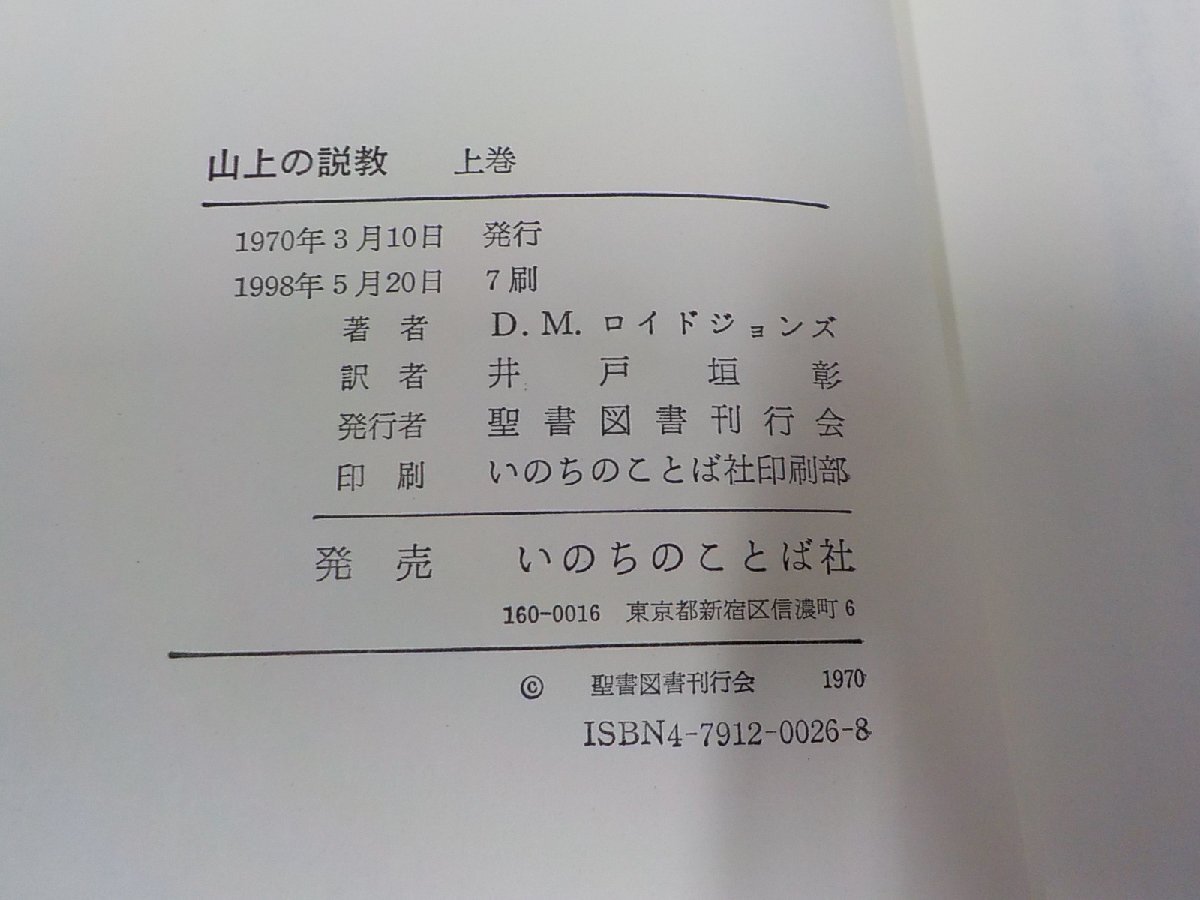 山上の説教 上巻
1970年3月10日 発行
1998年5月20日 7刷
著者 D. M. ロイドジョンズ
訳者 井戸垣彰
発行者 聖書図書刊行会
印刷 いのちのことば社印刷部
発売 いのちのことば社
160-0016 東京都新宿区信濃町6
© 聖書図書刊行会 1970
ISBN4-7912-0026-8